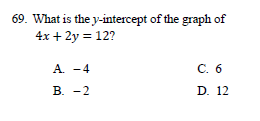 69. What is the y-intercept of the graph of
4x + 2y = 12?
A. −4
C. 6
B. −2
D. 12